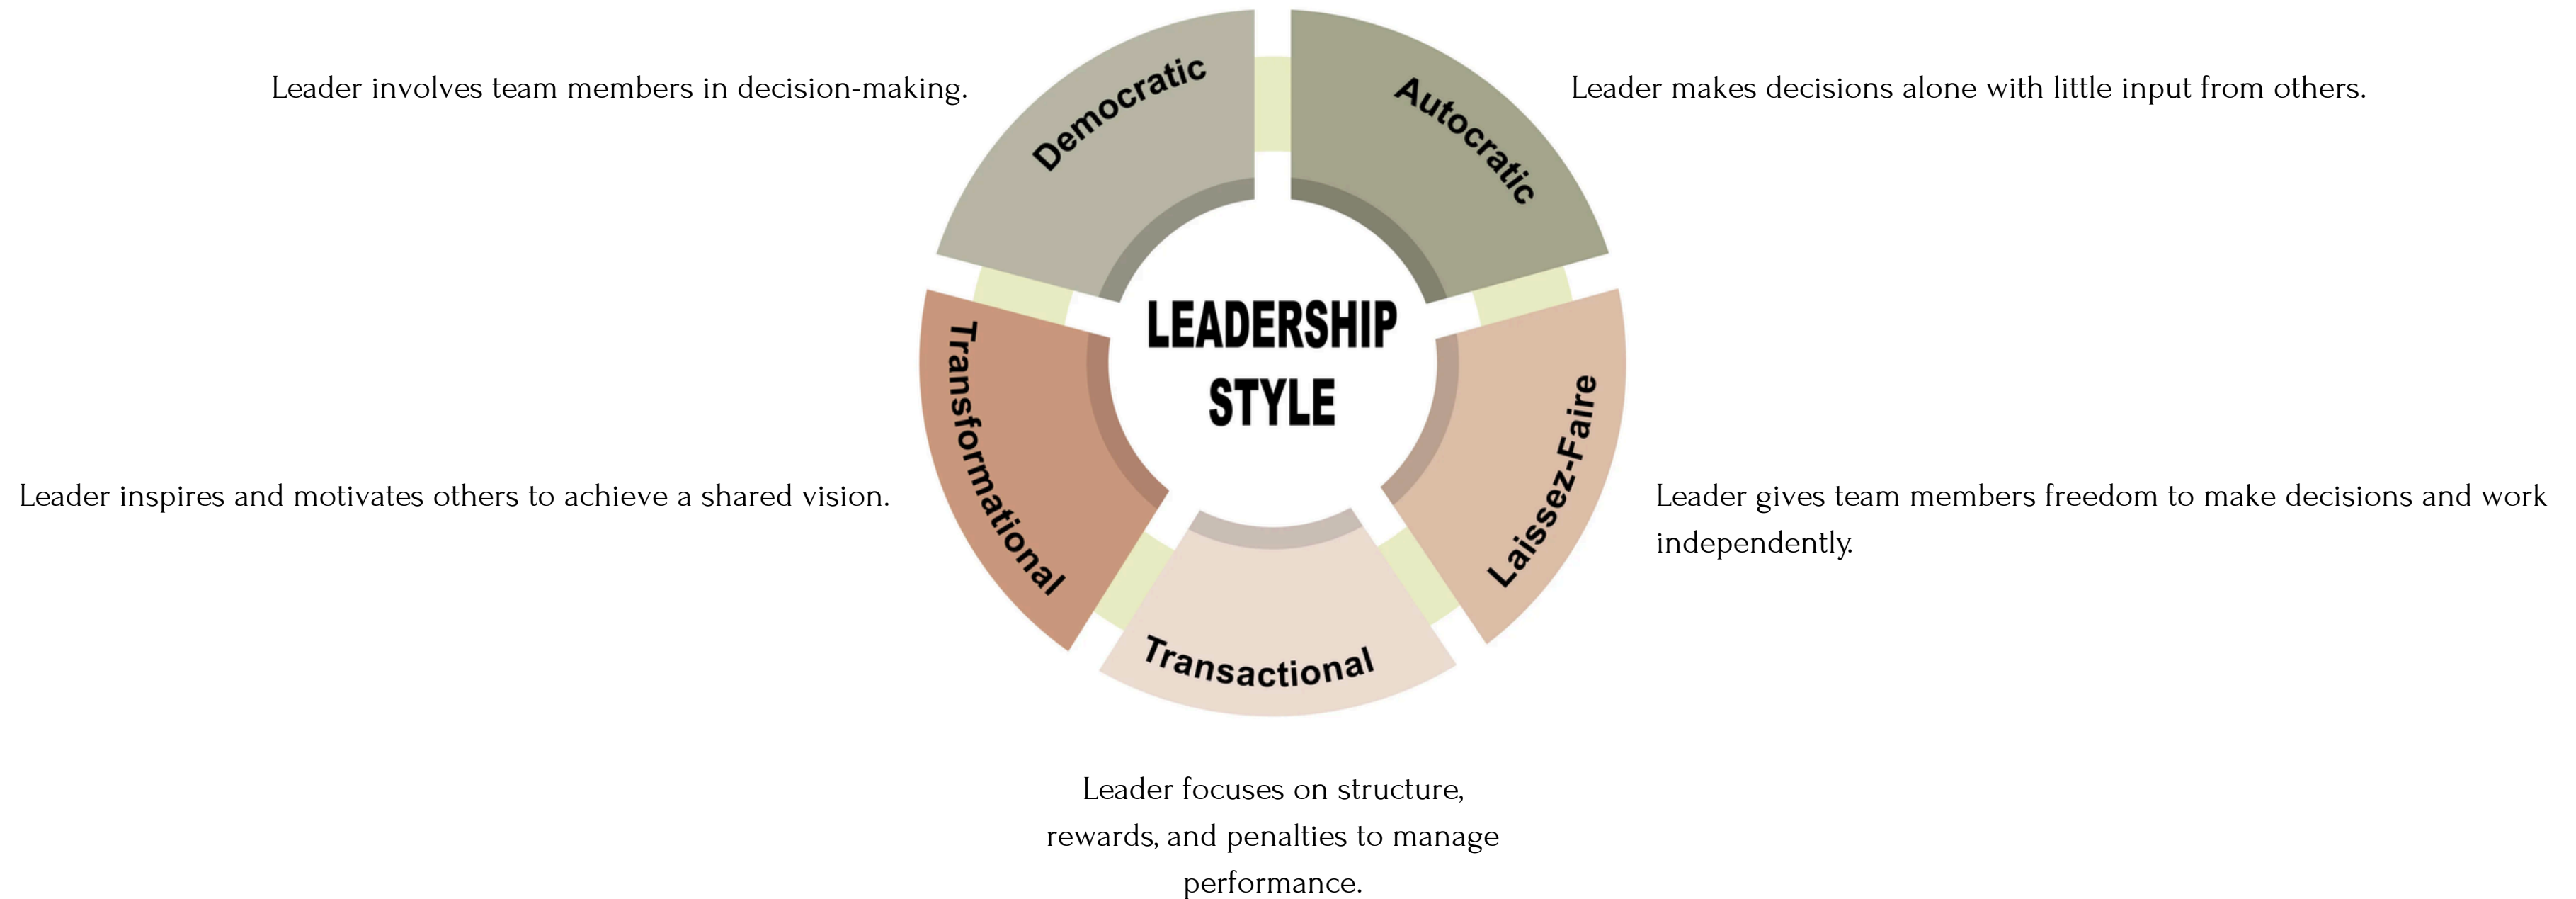 Democratic
Leader involves team members in decision-making.
Autocratic
Leader makes decisions alone with little input from others.
LEADERSHIP
STYLE
Transformational
Leader inspires and motivates others to achieve a shared vision.
Laissez-Faire
Leader gives team members freedom to make decisions and work
independently.
Transactional
Leader focuses on structure,
rewards, and penalties to manage
performance.